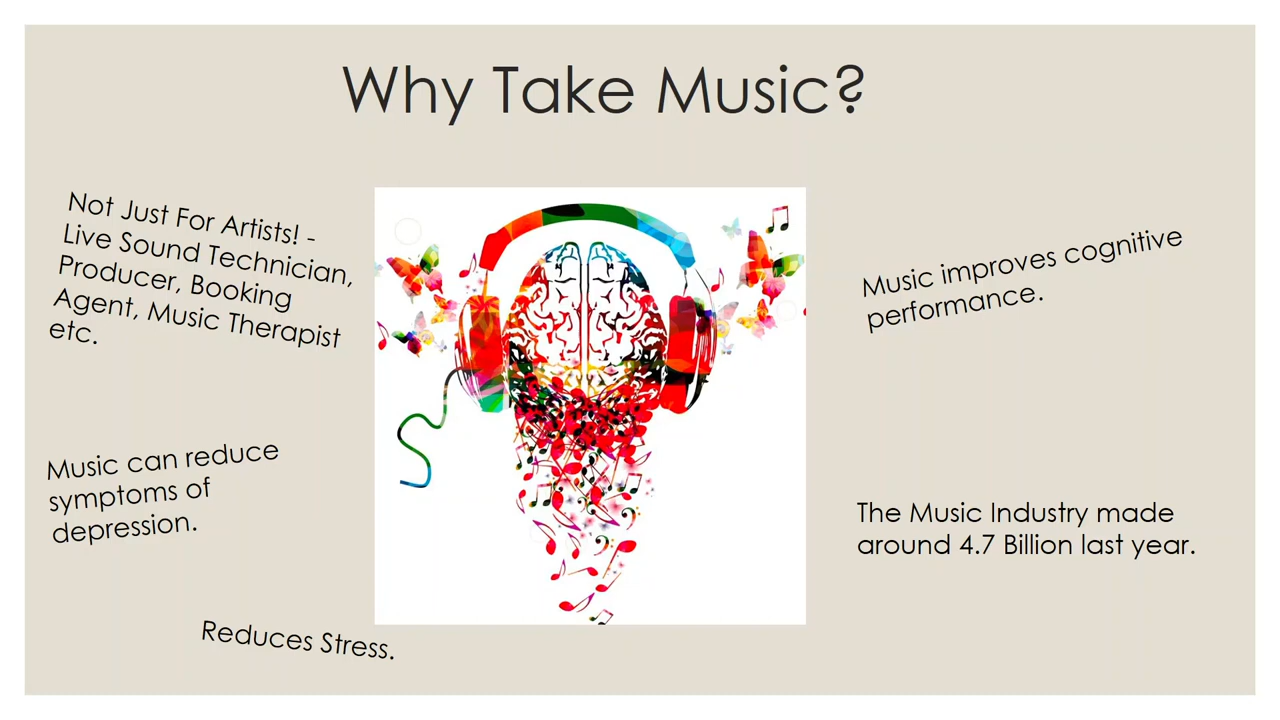 Why Take Music?
Not Just For Artists! -
Live Sound Technician,
Producer, Booking
Agent, Music Therapist
etc.
Music improves cognitive
performance.
Music can reduce
symptoms of
depression.
The Music Industry made
around 4.7 Billion last year.
Reduces Stress.